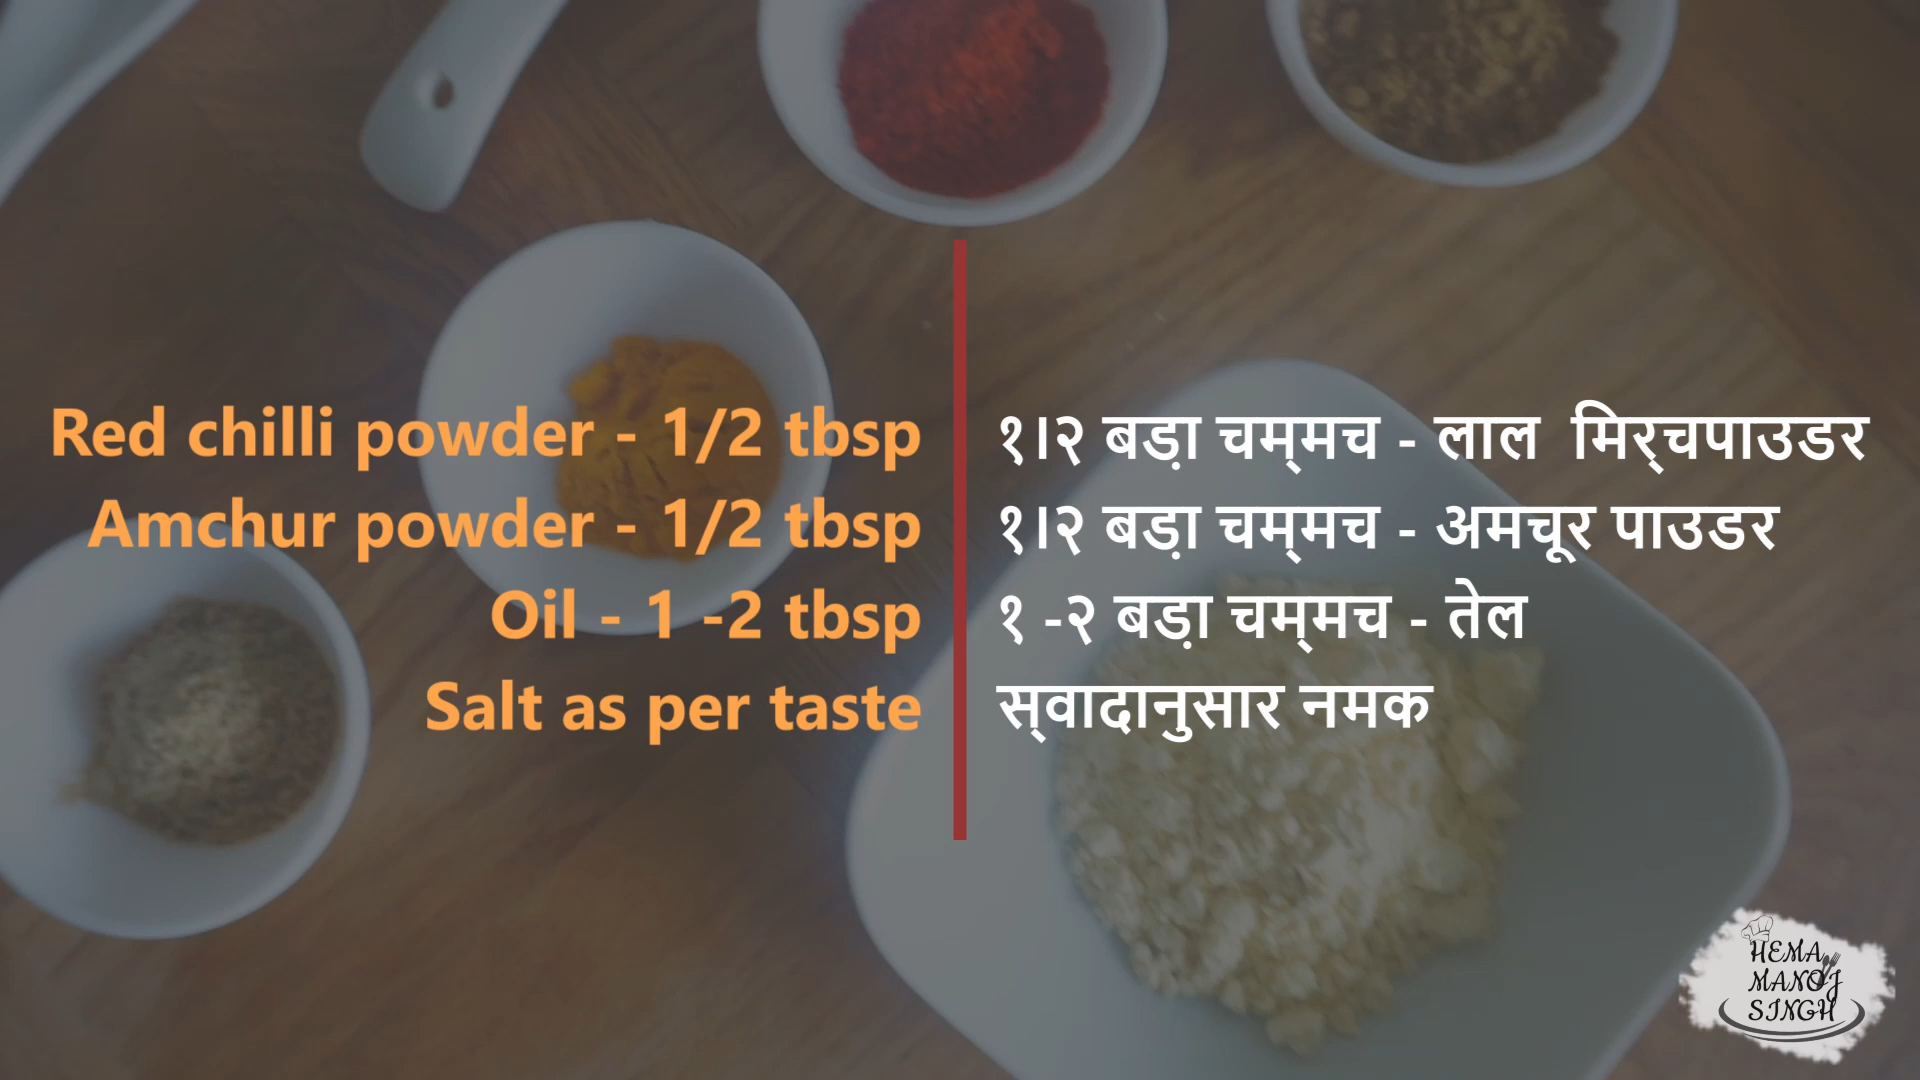 Red chilli powder - 1/2 tbsp
Amchur powder - 1/2 tbsp
Oil - 1 -2 tbsp
Salt as per taste
१।२ बड़ा चम्‌मच - लाल  मिर्‌चपाउडर
१।२ बड़ा चम्‌मच - अमचूर पाउडर
१ -२ बड़ा चम्‌मच - तेल
स्‌वादानुसार नमक
HEMA
MANOJ
SINGH